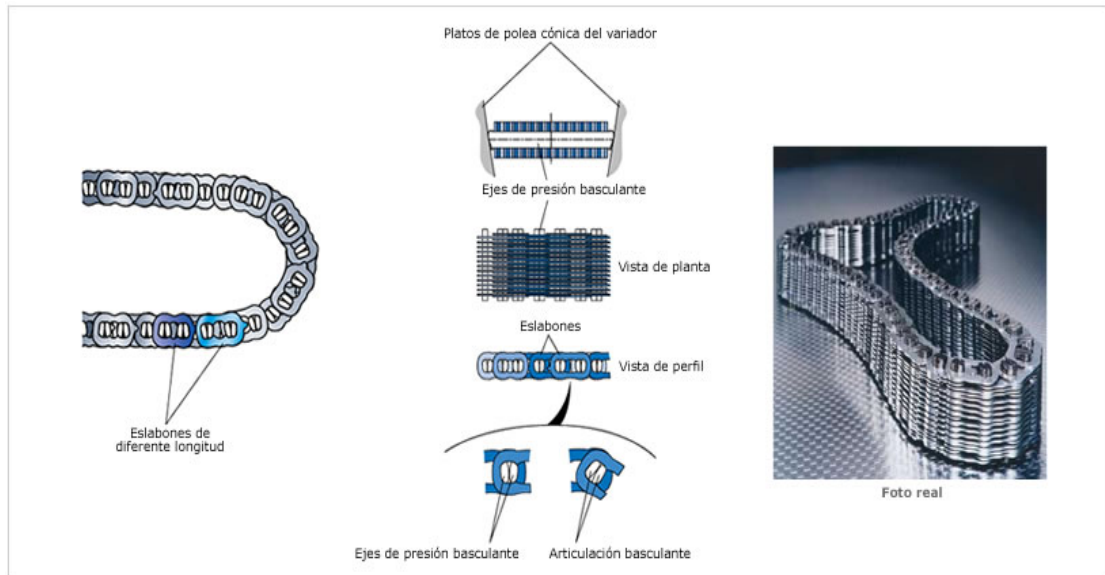 Platos de polea cónica del variador
Ejes de presión basculante
Vista de planta
Eslabones
Vista de perfil
Eslabones de
diferente longitud
Foto real
Ejes de presión basculante
Articulación basculante